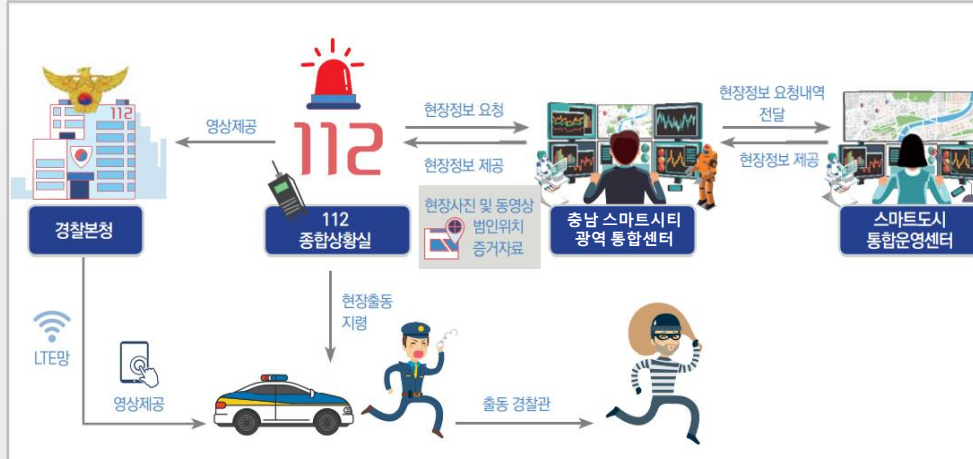 112
영상제공
112
현장정보 요청
현장정보 제공
현장정보 요청내역
전달
현장정보 제공
경찰본청
112
종합상황실
현장사진 및 동영상
범인위치
증거자료
충남 스마트시티
광역 통합센터
스마트도시
통합운영센터
현장출동
지령
LTE망
영상제공
출동 경찰관